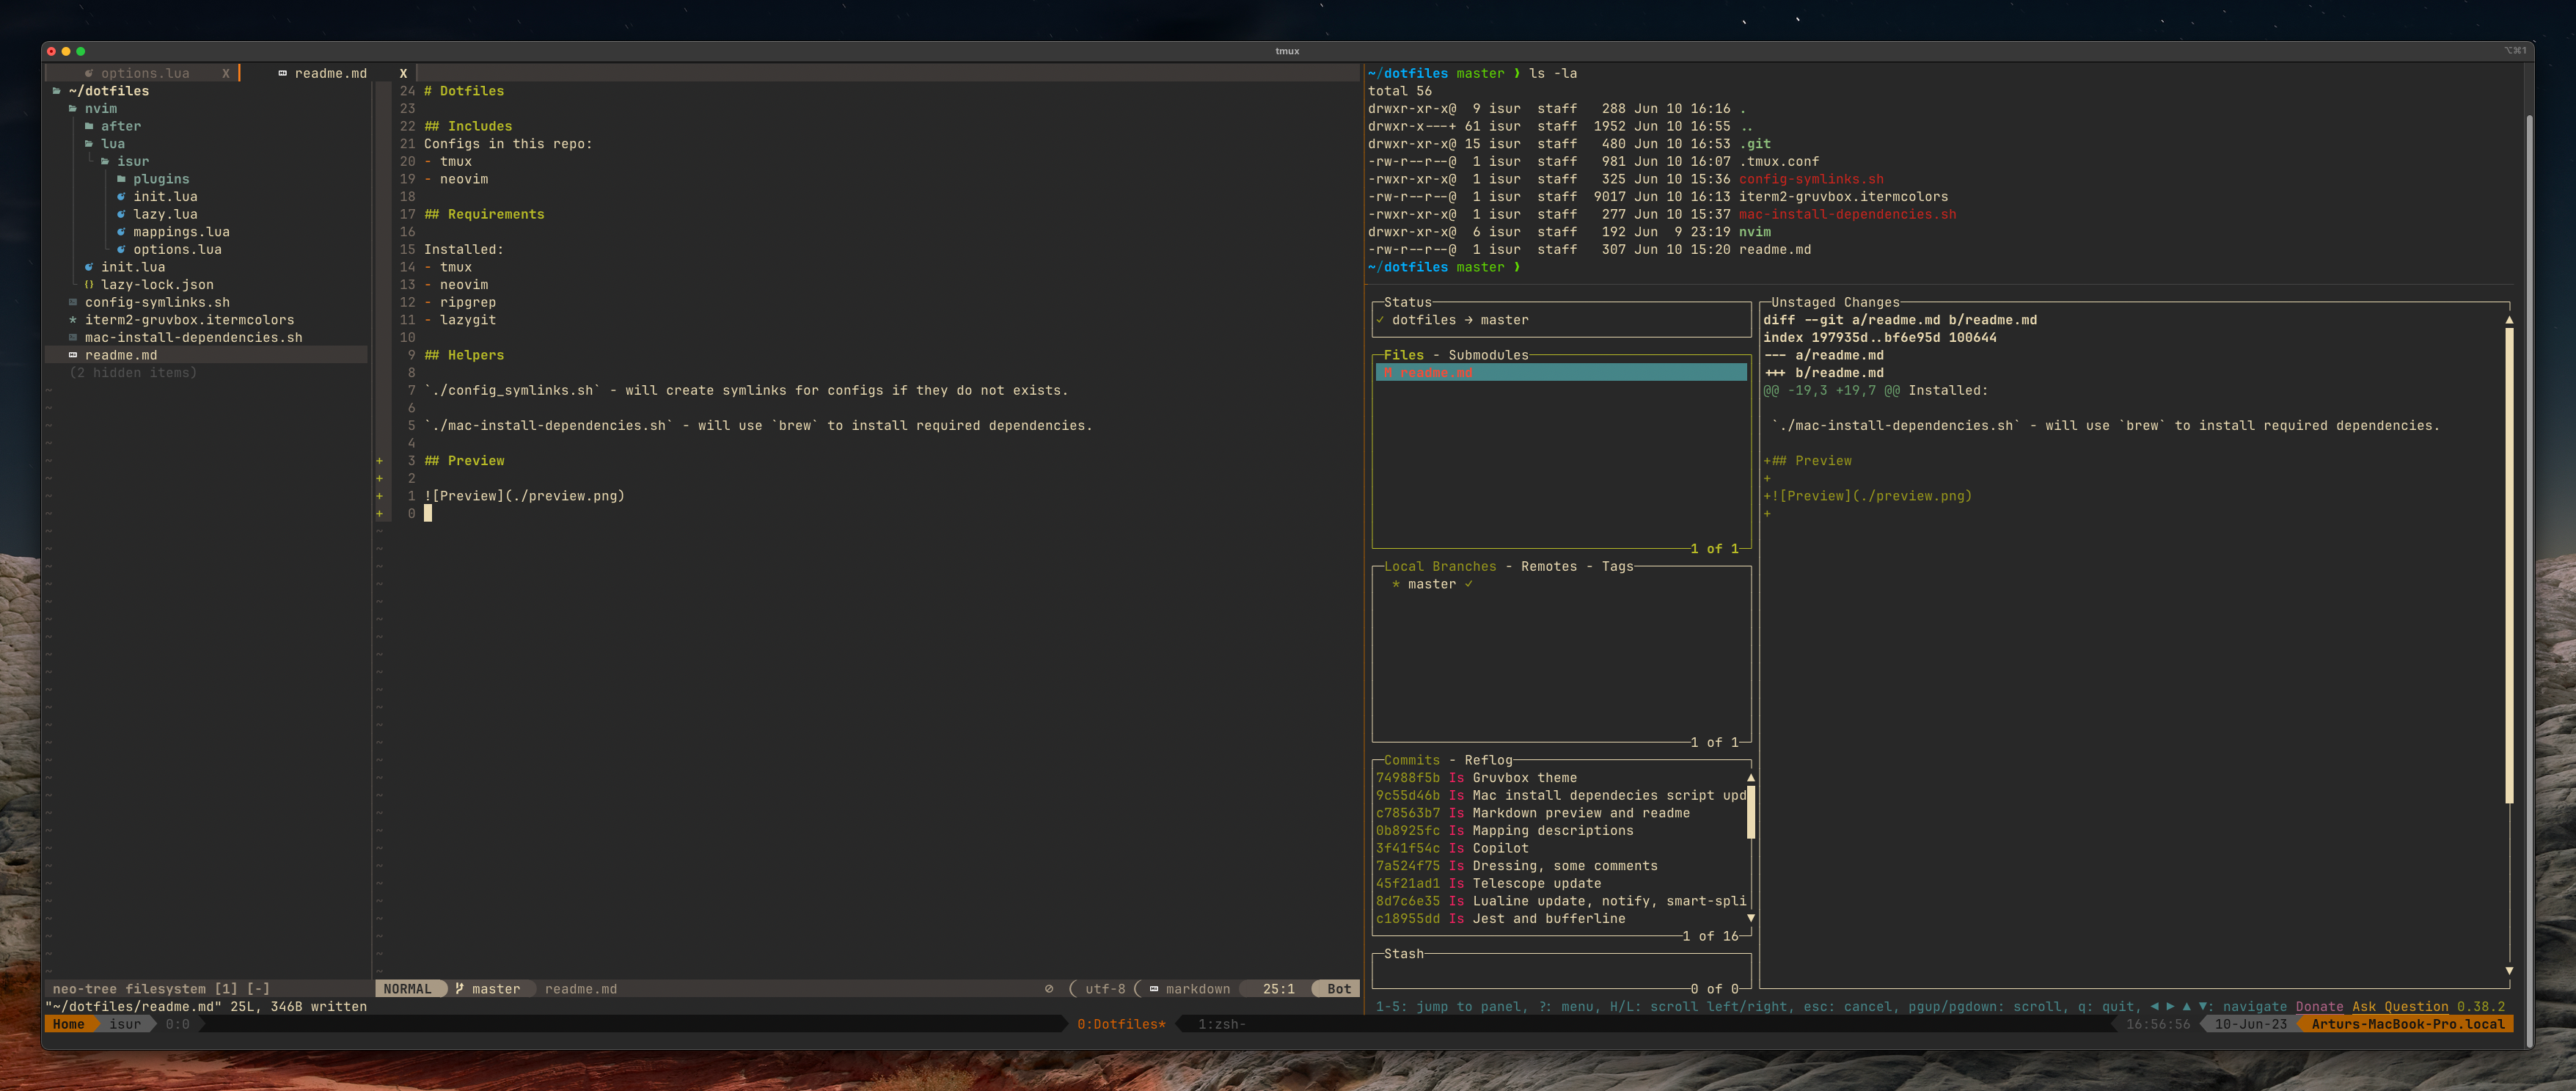 tmux
⌥⌘1
options.lua X readme.md X
~/dotfiles
nvim
after
lua
isur
plugins
init.lua
lazy.lua
mappings.lua
options.lua
init.lua
lazy-lock.json
config-symlinks.sh
iterm2-gruvbox.itermcolors
mac-install-dependencies.sh
readme.md
(2 hidden items)
24 # Dotfiles
23
22 ## Includes
21 Configs in this repo:
20 - tmux
19 - neovim
18
17 ## Requirements
16
15 Installed:
14 - tmux
13 - neovim
12 - ripgrep
11 - lazygit
10
9 ## Helpers
8
7 `./config_symlinks.sh` - will create symlinks for configs if they do not exists.
6
5 `./mac-install-dependencies.sh` - will use `brew` to install required dependencies.
4
+ 3 ## Preview
+ 2
+ 1 ![Preview](./preview.png)
+ 0
neo-tree filesystem [1] [-]
NORMAL master readme.md utf-8 markdown 25:1 Bot
"~/dotfiles/readme.md" 25L, 346B written
~/dotfiles master ❯ ls -la
total 56
drwxr-xr-x@ 9 isur staff 288 Jun 10 16:16 .
drwxr-x---+ 61 isur staff 1952 Jun 10 16:55 ..
drwxr-xr-x@ 15 isur staff 480 Jun 10 16:53 .git
-rw-r--r--@ 1 isur staff 981 Jun 10 16:07 .tmux.conf
-rwxr-xr-x@ 1 isur staff 325 Jun 10 15:36 config-symlinks.sh
-rw-r--r--@ 1 isur staff 9017 Jun 10 16:13 iterm2-gruvbox.itermcolors
-rwxr-xr-x@ 1 isur staff 277 Jun 10 15:37 mac-install-dependencies.sh
drwxr-xr-x@ 6 isur staff 192 Jun 9 23:19 nvim
-rw-r--r--@ 1 isur staff 307 Jun 10 15:20 readme.md
~/dotfiles master ❯
Status
✓ dotfiles → master
Files - Submodules
M readme.md
1 of 1
Local Branches - Remotes - Tags
* master ✓
1 of 1
Commits - Reflog
74988f5b Is Gruvbox theme
9c55d46b Is Mac install dependecies script upd
c78563b7 Is Markdown preview and readme
0b8925fc Is Mapping descriptions
3f41f54c Is Copilot
7a524f75 Is Dressing, some comments
45f21ad1 Is Telescope update
8d7c6e35 Is Lualine update, notify, smart-spli
c18955dd Is Jest and bufferline
1 of 16
Stash
0 of 0
Unstaged Changes
diff --git a/readme.md b/readme.md
index 197935d..bf6e95d 100644
--- a/readme.md
+++ b/readme.md
@@ -19,3 +19,7 @@ Installed:
`./mac-install-dependencies.sh` - will use `brew` to install required dependencies.
+## Preview
+
+![Preview](./preview.png)
+
1-5: jump to panel, ?: menu, H/L: scroll left/right, esc: cancel, pgup/pgdown: scroll, q: quit, ◄ ► ▲ ▼: navigate Donate Ask Question 0.38.2
Home isur 0:0 0:Dotfiles* 1:zsh- 16:56:56 10-Jun-23 Arturs-MacBook-Pro.local